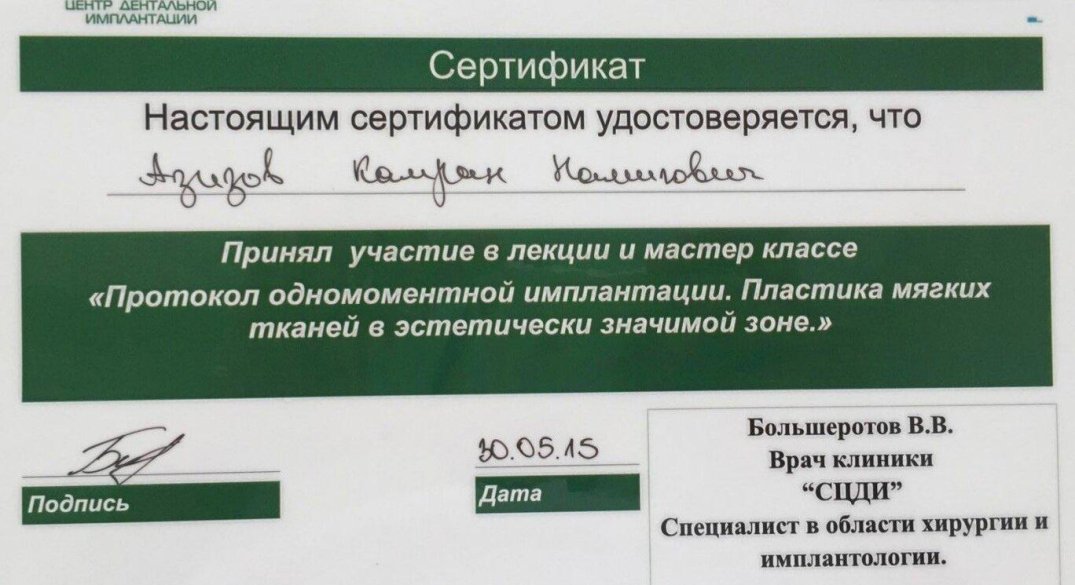 ЦЕНТР ДЕНТАЛЬНОЙ
ИМПЛАНТАЦИИ
Сертификат
Настоящим сертификатом удостоверяется, что
Азизов Камран Намигович
Принял участие в лекции и мастер классе
«Протокол одномоментной имплантации. Пластика мягких
тканей в эстетически значимой зоне.»
30.05.15
Подпись
Дата
Большеротов В.В.
Врач клиники
“СЦДИ”
Специалист в области хирургии и
имплантологии.